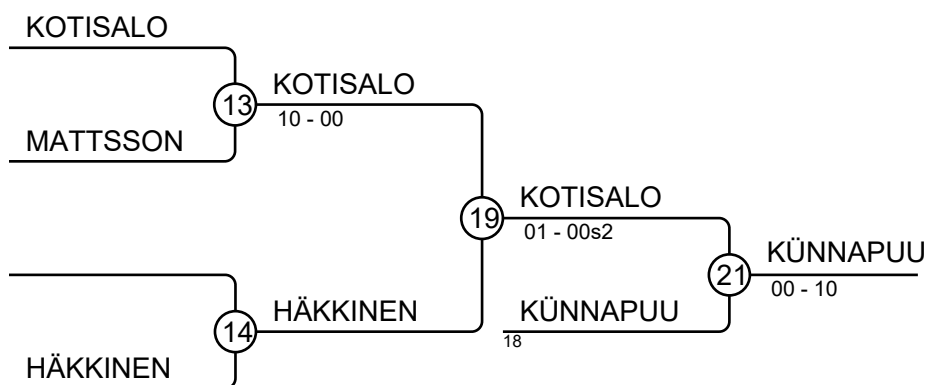 KOTISALO
13
KOTISALO
10 - 00
MATTSSON
19
KOTISALO
01 - 00s2
21
KÜNNAPUU
00 - 10
14
HÄKKINEN
KÜNNAPUU
18
HÄKKINEN